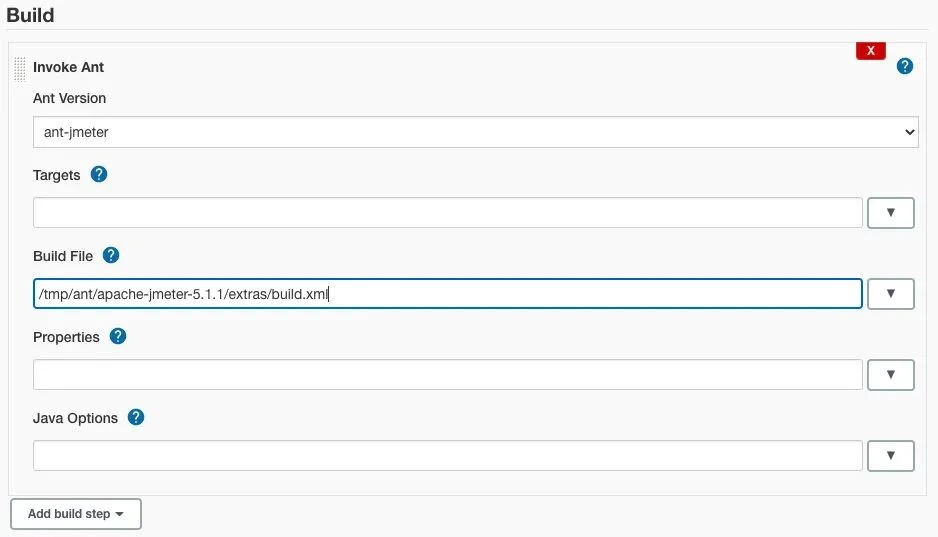 Build
X
Invoke Ant
?
Ant Version
ant-jmeter
Targets ?
▼
Build File ?
/tmp/ant/apache-jmeter-5.1.1/extras/build.xml
▼
Properties ?
▼
Java Options ?
▼
Add build step